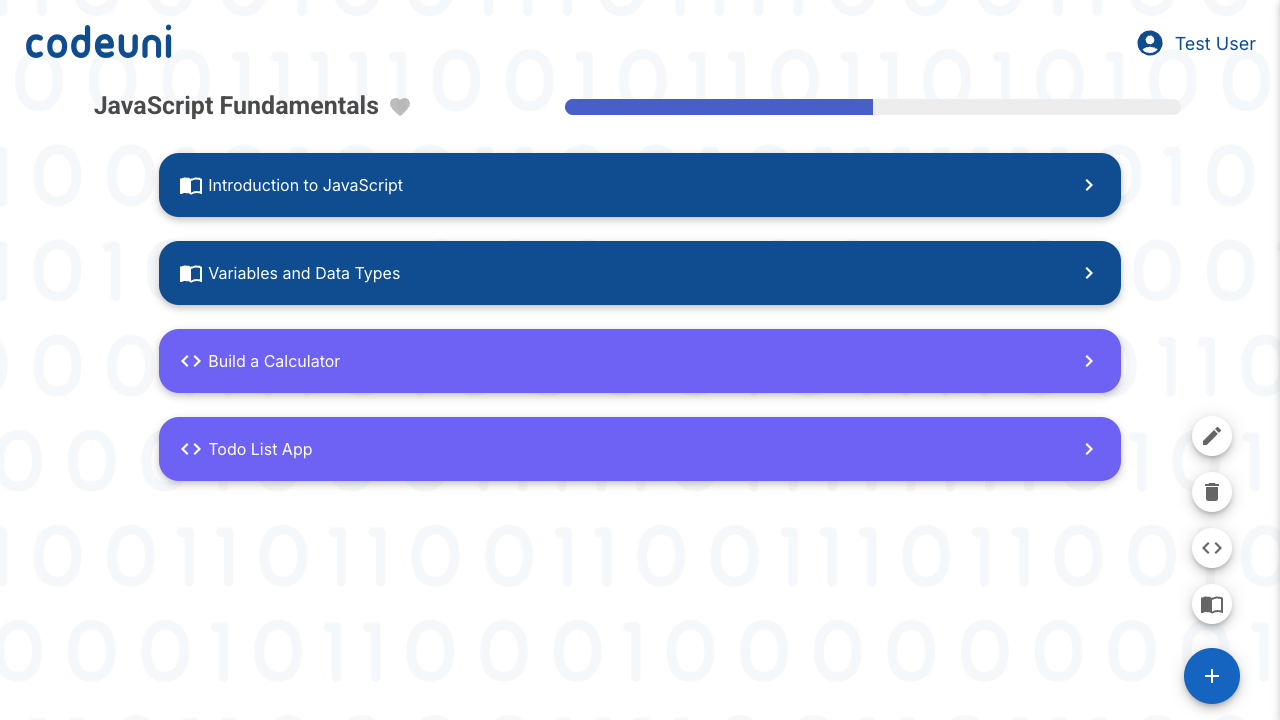 codeuni
Test User
JavaScript Fundamentals
Introduction to JavaScript
Variables and Data Types
Build a Calculator
Todo List App